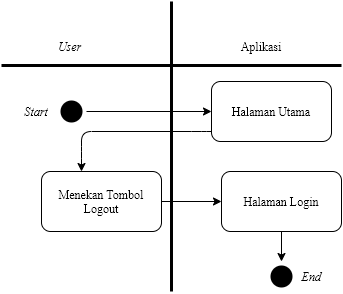 User
Aplikasi
Start
Halaman Utama
Menekan Tombol
Logout
Halaman Login
End